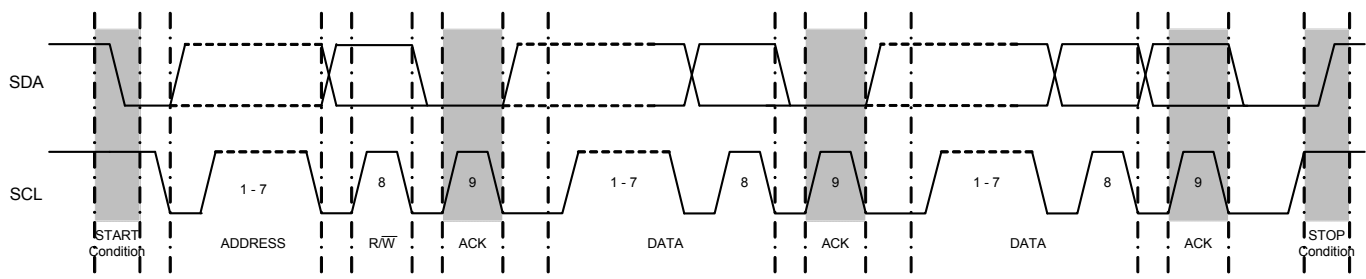 SDA
SCL
1 - 7
8
9
1 - 7
8
9
1 - 7
8
9
START
Condition
ADDRESS
R/W̅
ACK
DATA
ACK
DATA
ACK
STOP
Condition